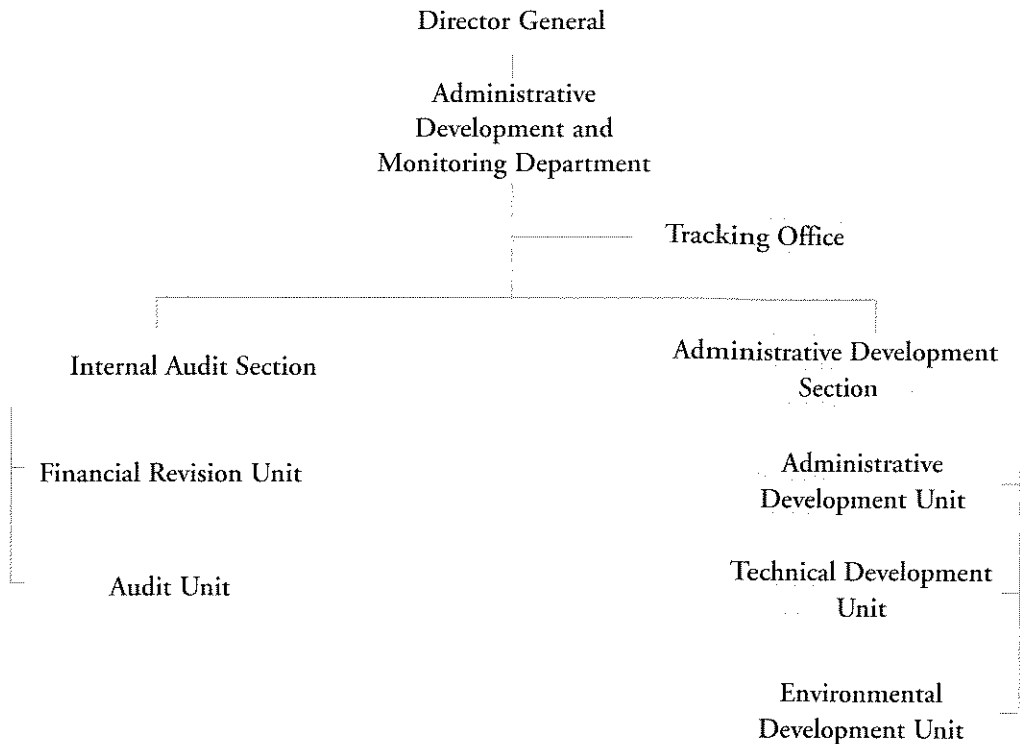 Director General
Administrative
Development and
Monitoring Department
Tracking Office
Internal Audit Section
Administrative Development
Section
Financial Revision Unit
Administrative
Development Unit
Audit Unit
Technical Development
Unit
Environmental
Development Unit